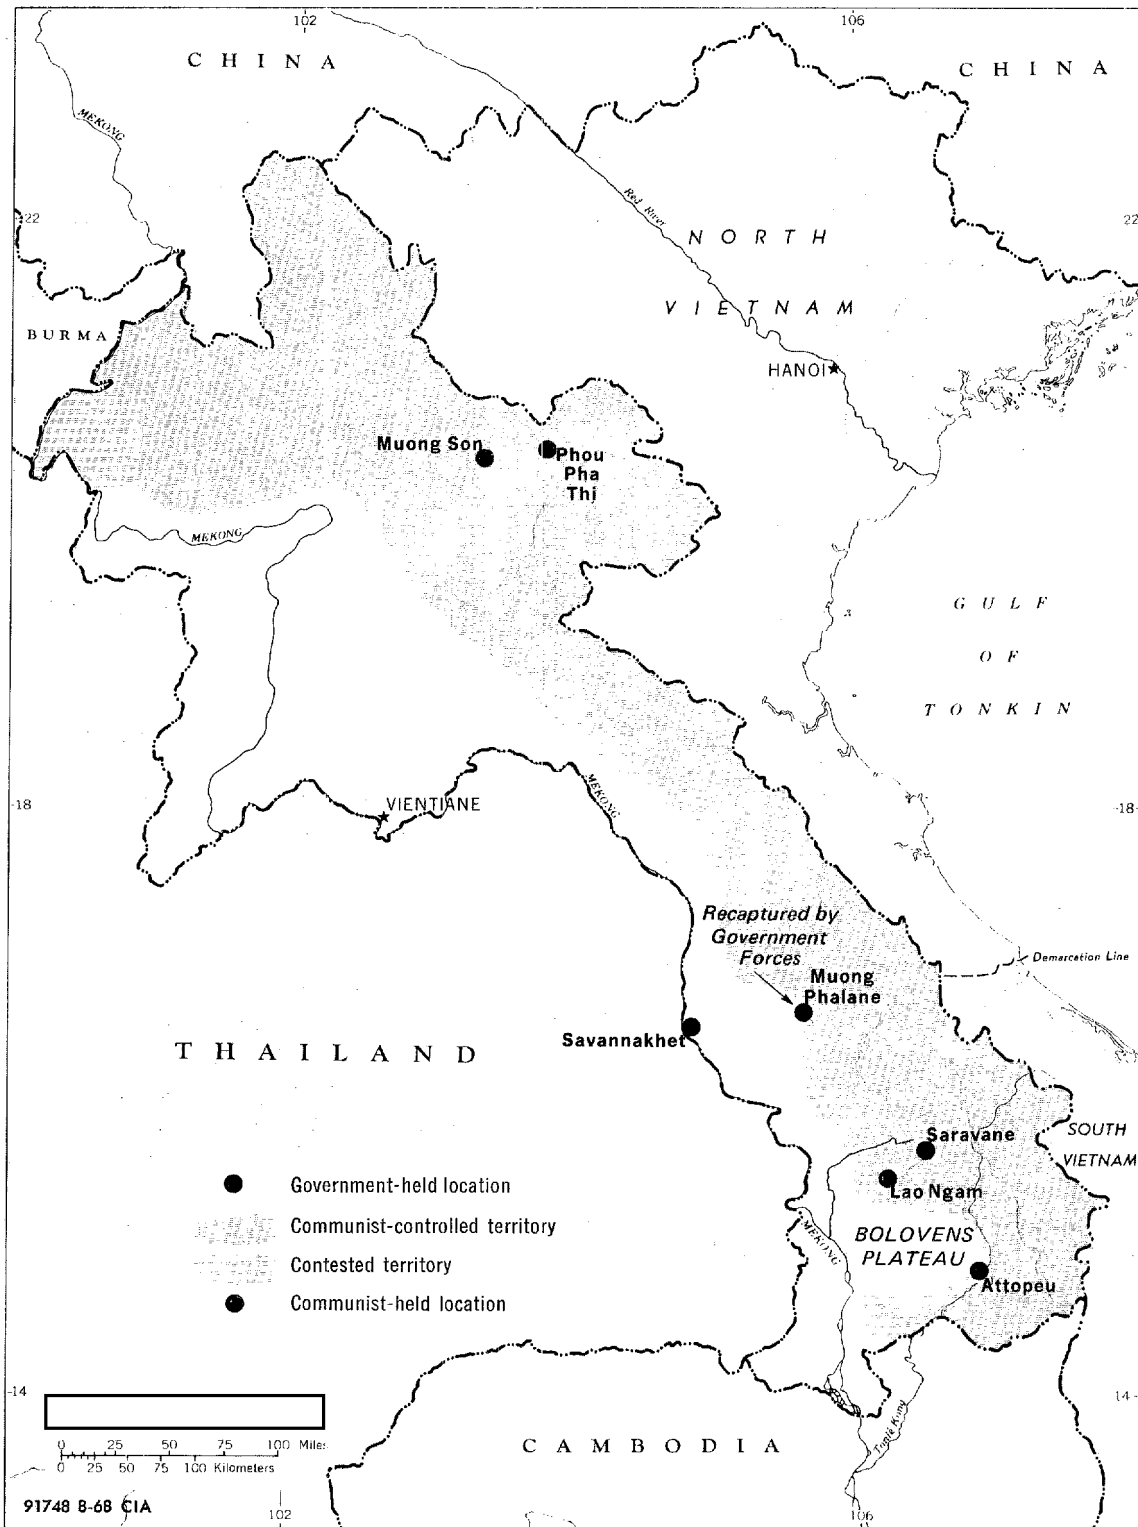 102
106
CHINA
CHINA
MEKONG
22
Red River
22
NORTH
VIETNAM
BURMA
HANOI
Muong Son
Phou
Pha
Thi
MEKONG
GULF
OF
TONKIN
18
VIENTIANE
MEKONG
18
Recaptured by
Government
Forces
Demarcation Line
Muong
Phalane
Savannakhet
THAILAND
Saravane
SOUTH
VIETNAM
Lao Ngam
Government-held location
Communist-controlled territory
MEKONG
BOLOVENS
PLATEAU
Contested territory
Attopeu
Communist-held location
14
14
0 25 50 75 100 Miles
0 25 50 75 100 Kilometers
CAMBODIA
91748 8-68 CIA
102
106